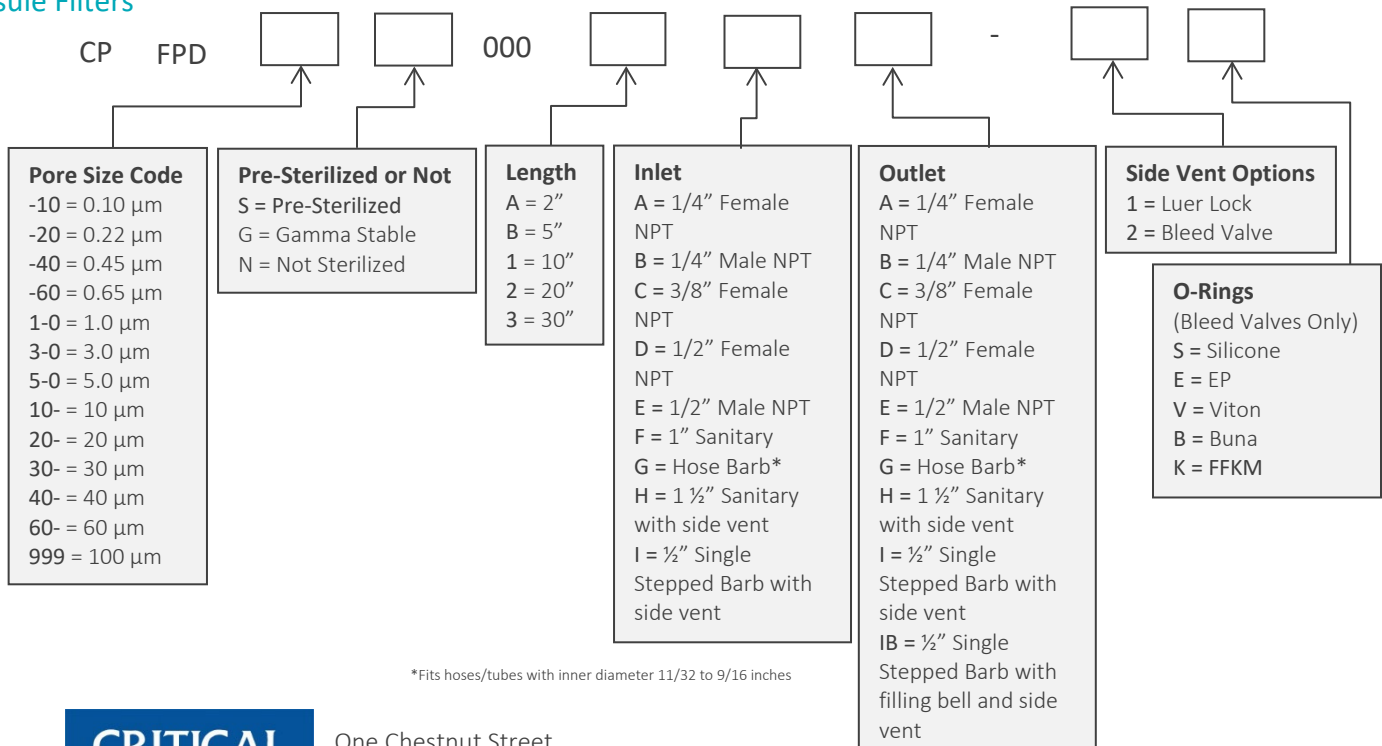 sule Filters
CP FPD 000 -
Pore Size Code
-10 = 0.10 µm
-20 = 0.22 µm
-40 = 0.45 µm
-60 = 0.65 µm
1-0 = 1.0 µm
3-0 = 3.0 µm
5-0 = 5.0 µm
10- = 10 µm
20- = 20 µm
30- = 30 µm
40- = 40 µm
60- = 60 µm
999 = 100 µm
Pre-Sterilized or Not
S = Pre-Sterilized
G = Gamma Stable
N = Not Sterilized
Length
A = 2”
B = 5”
1 = 10”
2 = 20”
3 = 30”
Inlet
A = 1/4” Female
NPT
B = 1/4” Male NPT
C = 3/8” Female
NPT
D = 1/2” Female
NPT
E = 1/2” Male NPT
F = 1” Sanitary
G = Hose Barb*
H = 1 ½” Sanitary
with side vent
I = ½” Single
Stepped Barb with
side vent
Outlet
A = 1/4” Female
NPT
B = 1/4” Male NPT
C = 3/8” Female
NPT
D = 1/2” Female
NPT
E = 1/2” Male NPT
F = 1” Sanitary
G = Hose Barb*
H = 1 ½” Sanitary
with side vent
I = ½” Single
Stepped Barb with
side vent
IB = ½” Single
Stepped Barb with
filling bell and side
vent
Side Vent Options
1 = Luer Lock
2 = Bleed Valve
O-Rings
(Bleed Valves Only)
S = Silicone
E = EP
V = Viton
B = Buna
K = FFKM
*Fits hoses/tubes with inner diameter 11/32 to 9/16 inches
CRITICAL
One Chestnut Street